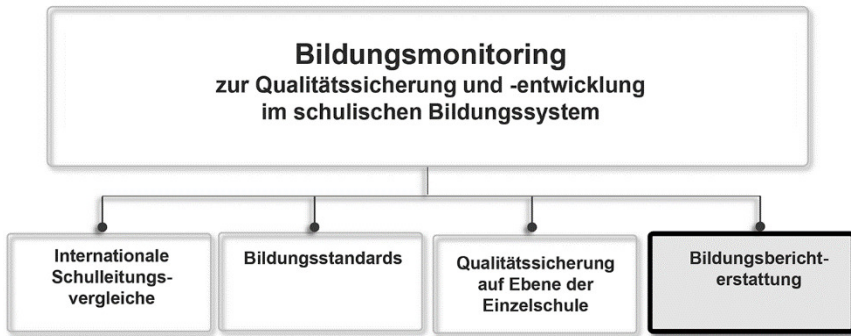 Bildungsmonitoring
zur Qualitätssicherung und -entwicklung
im schulischen Bildungssystem
Internationale
Schulleitungs-
vergleiche
Bildungsstandards
Qualitätssicherung
auf Ebene der
Einzelschule
Bildungsbericht-
erstattung